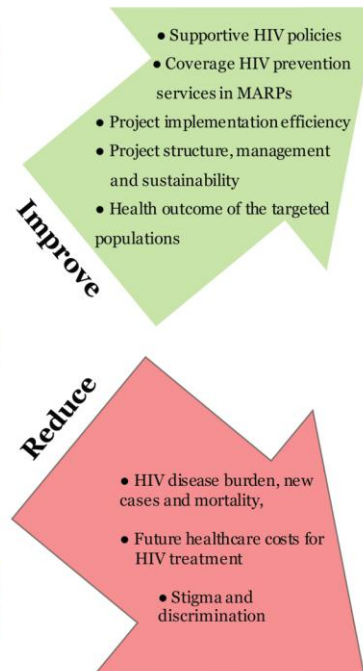 ● Supportive HIV policies
● Coverage HIV prevention
services in MARPs
● Project implementation efficiency
● Project structure, management
and sustainability
● Health outcome of the targeted
populations
Improve
Reduce
● HIV disease burden, new
cases and mortality,
● Future healthcare costs for
HIV treatment
● Stigma and
discrimination